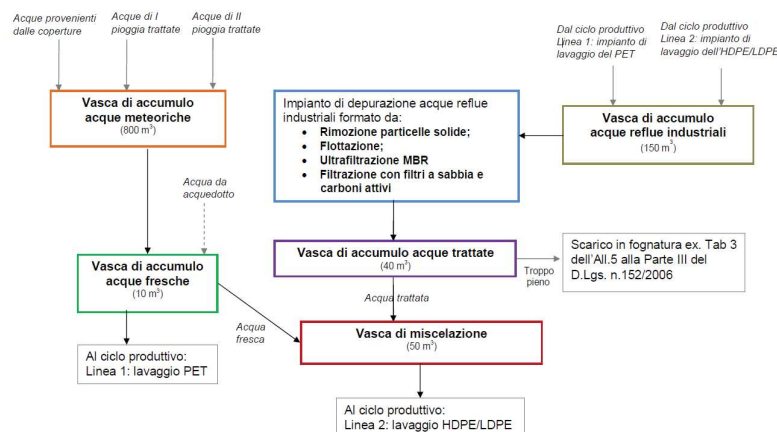 Acque provenienti
dalle coperture
Acque di I
pioggia trattate
Acque di II
pioggia trattate
Dal ciclo produttivo
Linea 1: impianto di
lavaggio del PET
Dal ciclo produttivo
Linea 2: impianto di
lavaggio dell'HDPE/LDPE
Vasca di accumulo
acque meteoriche
(800 m³)
Impianto di depurazione acque reflue
industriali formato da:
• Rimozione particelle solide;
• Flottazione;
• Ultrafiltrazione MBR
• Filtrazione con filtri a sabbia e
carboni attivi
Vasca di accumulo
acque reflue industriali
(150 m³)
Acqua da
acquedotto
Vasca di accumulo
acque fresche
(10 m³)
Vasca di accumulo acque trattate
(40 m³)
Troppo
pieno
Scarico in fognatura ex. Tab 3
dell'All.5 alla Parte III del
D.Lgs. n.152/2006
Acqua trattata
Acqua
fresca
Vasca di miscelazione
(50 m³)
Al ciclo produttivo:
Linea 1: lavaggio PET
Al ciclo produttivo:
Linea 2: lavaggio HDPE/LDPE